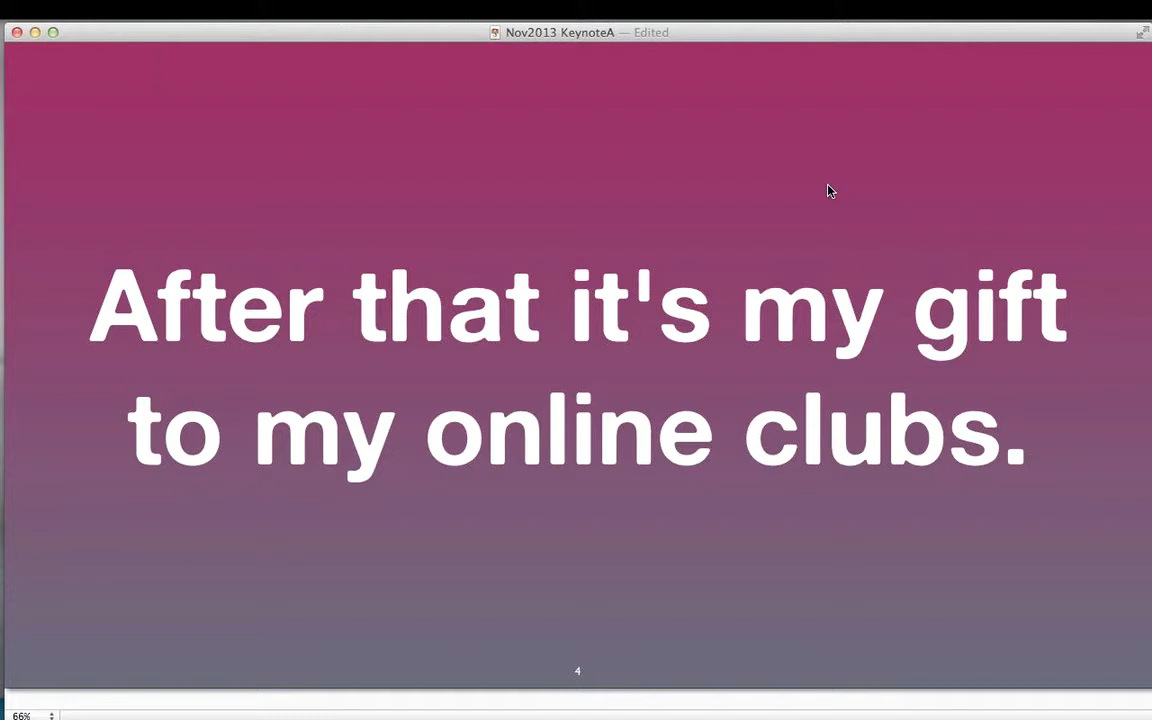 Nov2013 KeynoteA — Edited
After that it's my gift
to my online clubs.
4
66%